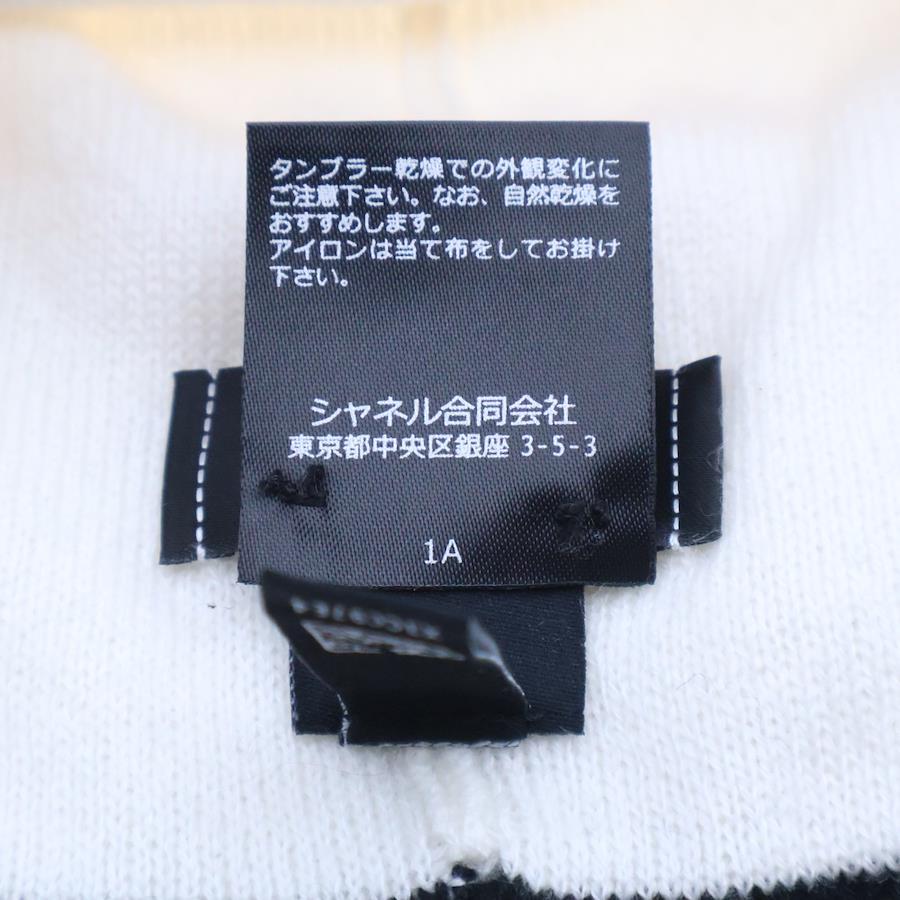 タンブラー乾燥での外観変化に
ご注意下さい。なお、自然乾燥を
おすすめします。
アイロンは当て布をしてお掛け
下さい。
シャネル合同会社
東京都中央区銀座 3-5-3
1A